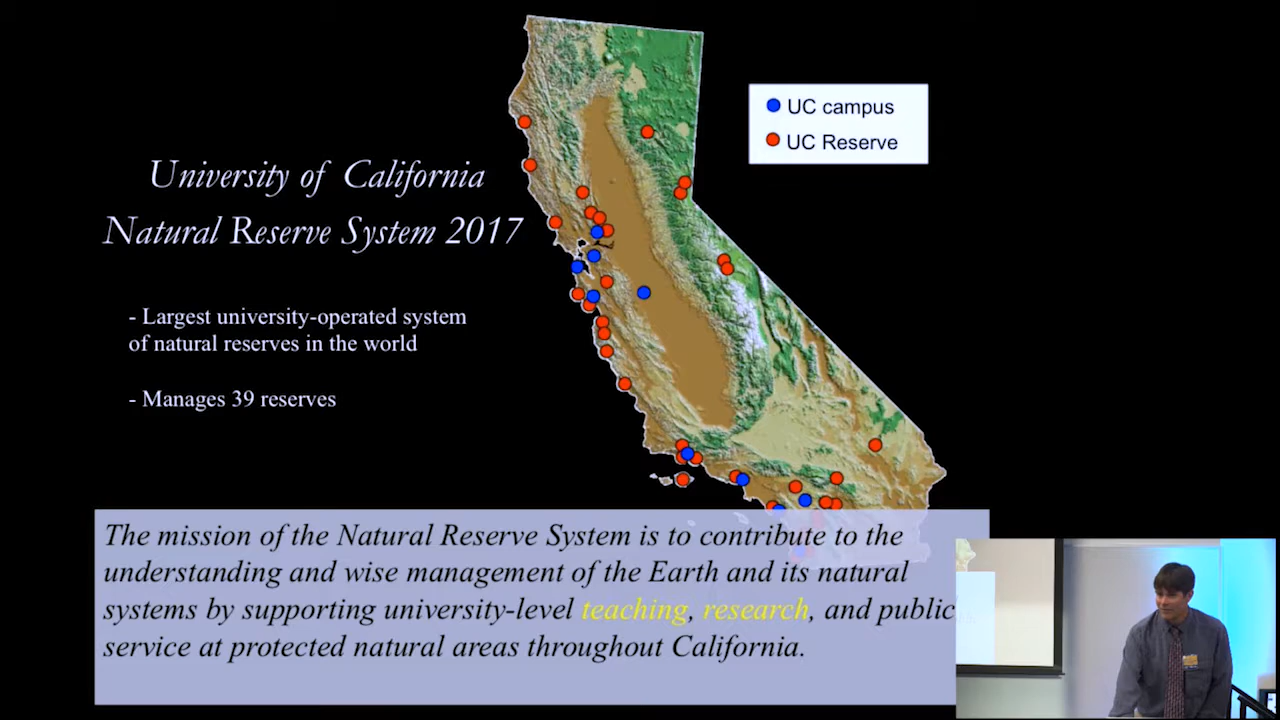 University of California
Natural Reserve System 2017
- Largest university-operated system
of natural reserves in the world
- Manages 39 reserves
UC campus
UC Reserve
The mission of the Natural Reserve System is to contribute to the
understanding and wise management of the Earth and its natural
systems by supporting university-level teaching, research, and public
service at protected natural areas throughout California.